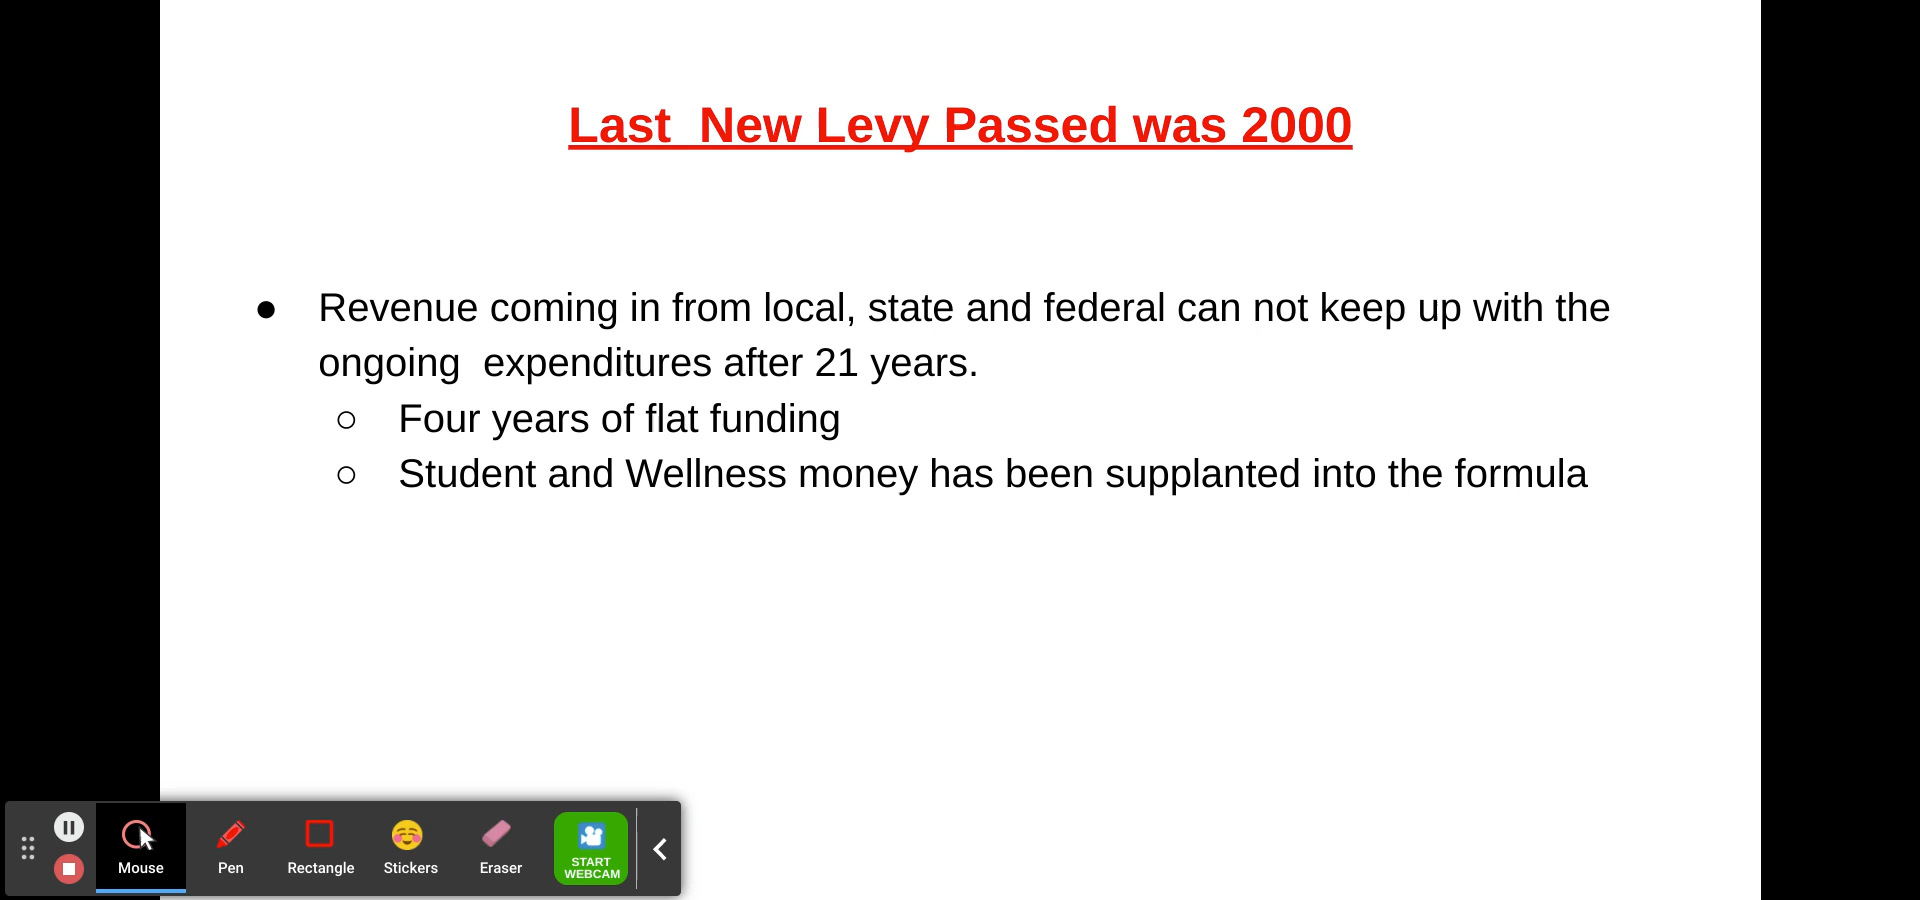 Last  New Levy Passed was 2000
● Revenue coming in from local, state and federal can not keep up with the
ongoing  expenditures after 21 years.
○ Four years of flat funding
○ Student and Wellness money has been supplanted into the formula
Mouse
Pen
Rectangle
Stickers
Eraser
START
WEBCAM